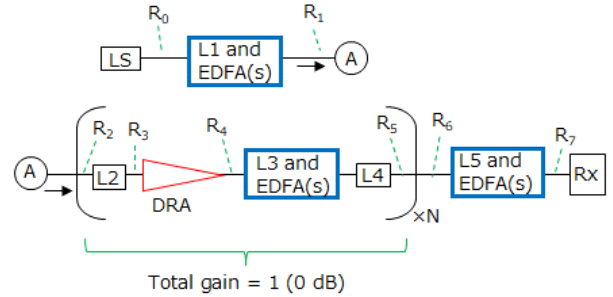 R0 R1
LS L1 and EDFA(s) A
R2 R3 R4 R5 R6 R7
A L2 DRA L3 and EDFA(s) L4 ×N L5 and EDFA(s) Rx
Total gain = 1 (0 dB)